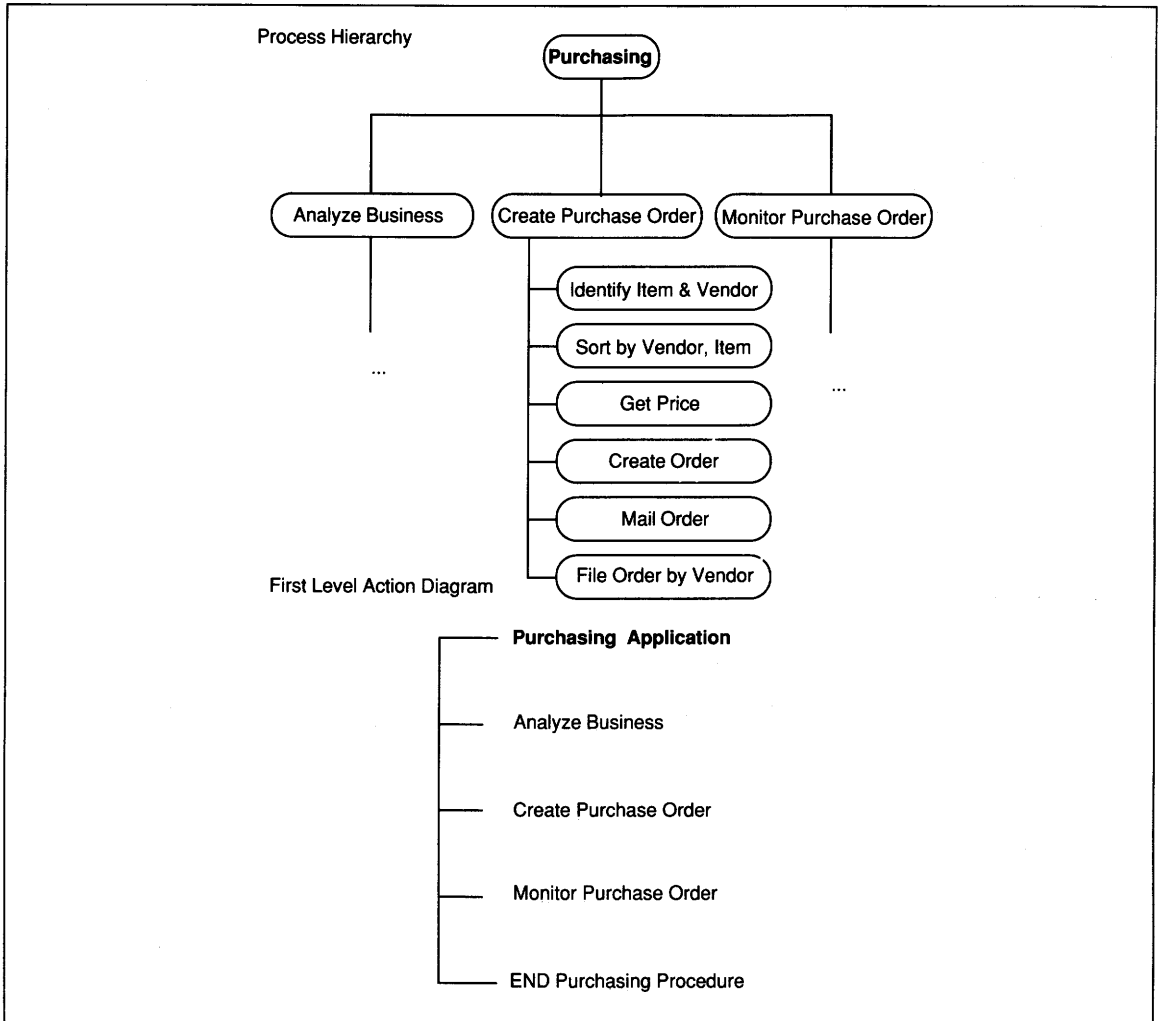 Process Hierarchy
Purchasing
Analyze Business
Create Purchase Order
Monitor Purchase Order
Identify Item & Vendor
Sort by Vendor, Item
...
...
Get Price
Create Order
Mail Order
File Order by Vendor
First Level Action Diagram
Purchasing Application
Analyze Business
Create Purchase Order
Monitor Purchase Order
END Purchasing Procedure